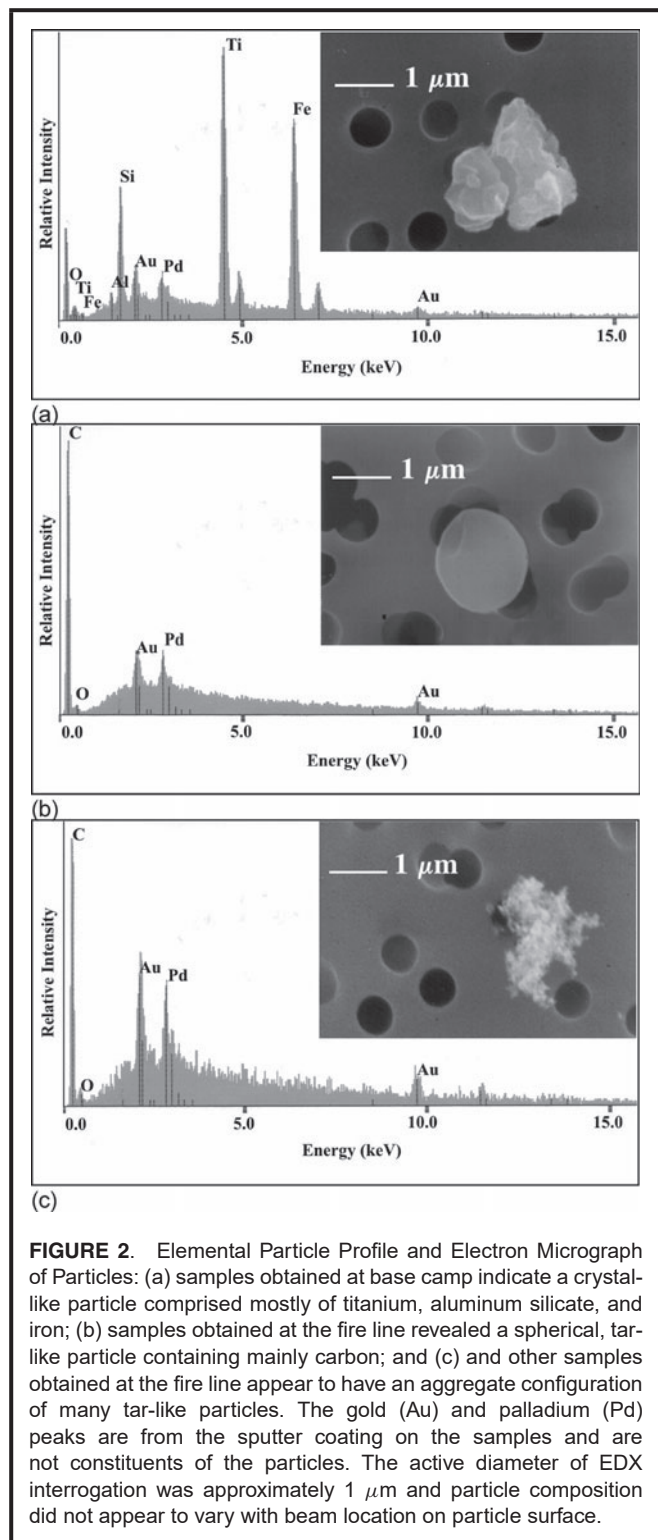 Ti
1 μm
Fe
Si
Relative Intensity
O
Ti
Fe
Al
Au
Pd
Au
0.0 5.0 10.0 15.0
Energy (keV)
(a)
C
1 μm
Relative Intensity
Au
Pd
O
Au
0.0 5.0 10.0 15.0
Energy (keV)
(b)
C
1 μm
Relative Intensity
Au
Pd
O
Au
0.0 5.0 10.0 15.0
Energy (keV)
(c)
FIGURE 2. Elemental Particle Profile and Electron Micrograph
of Particles: (a) samples obtained at base camp indicate a crystal-
like particle comprised mostly of titanium, aluminum silicate, and
iron; (b) samples obtained at the fire line revealed a spherical, tar-
like particle containing mainly carbon; and (c) and other samples
obtained at the fire line appear to have an aggregate configuration
of many tar-like particles. The gold (Au) and palladium (Pd)
peaks are from the sputter coating on the samples and are
not constituents of the particles. The active diameter of EDX
interrogation was approximately 1 μm and particle composition
did not appear to vary with beam location on particle surface.